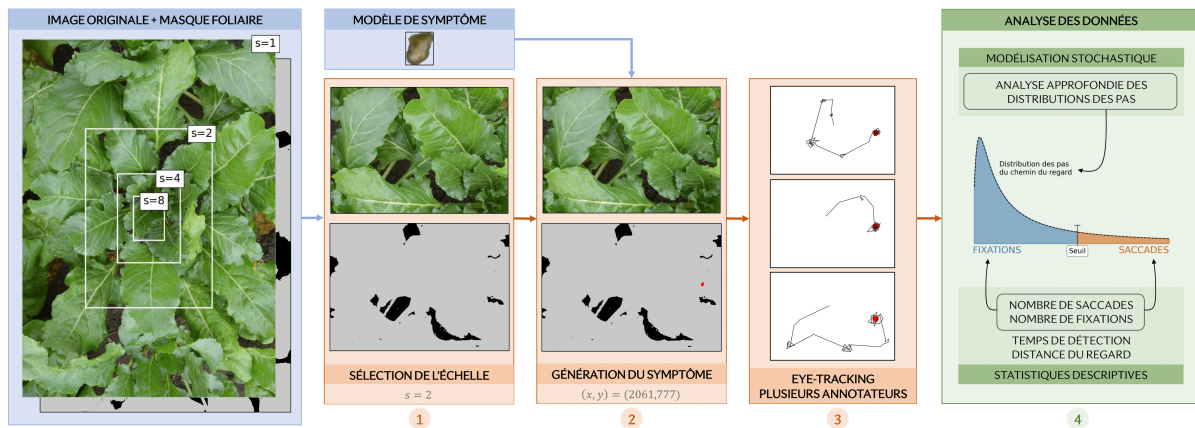 IMAGE ORIGINALE + MASQUE FOLIAIRE
s=1
s=2
s=4
s=8
MODÈLE DE SYMPTÔME
SÉLECTION DE L'ÉCHELLE
s = 2
1
GÉNÉRATION DU SYMPTÔME
(x, y) = (2061,777)
2
EYE-TRACKING
PLUSIEURS ANNOTATEURS
3
ANALYSE DES DONNÉES
MODÉLISATION STOCHASTIQUE
ANALYSE APPROFONDIE DES
DISTRIBUTIONS DES PAS
Distribution des pas
du chemin du regard
FIXATIONS
Seuil
SACCADES
NOMBRE DE SACCADES
NOMBRE DE FIXATIONS
TEMPS DE DÉTECTION
DISTANCE DU REGARD
STATISTIQUES DESCRIPTIVES
4